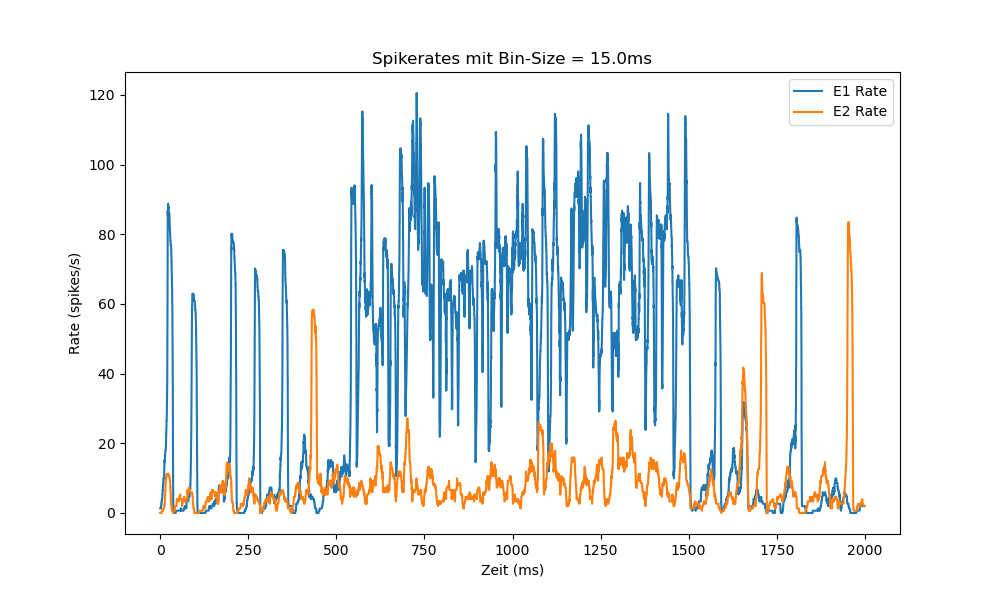 Spikerates mit Bin-Size = 15.0ms
E1 Rate
E2 Rate
120
100
80
60
40
20
0
Rate (spikes/s)
0 250 500 750 1000 1250 1500 1750 2000
Zeit (ms)